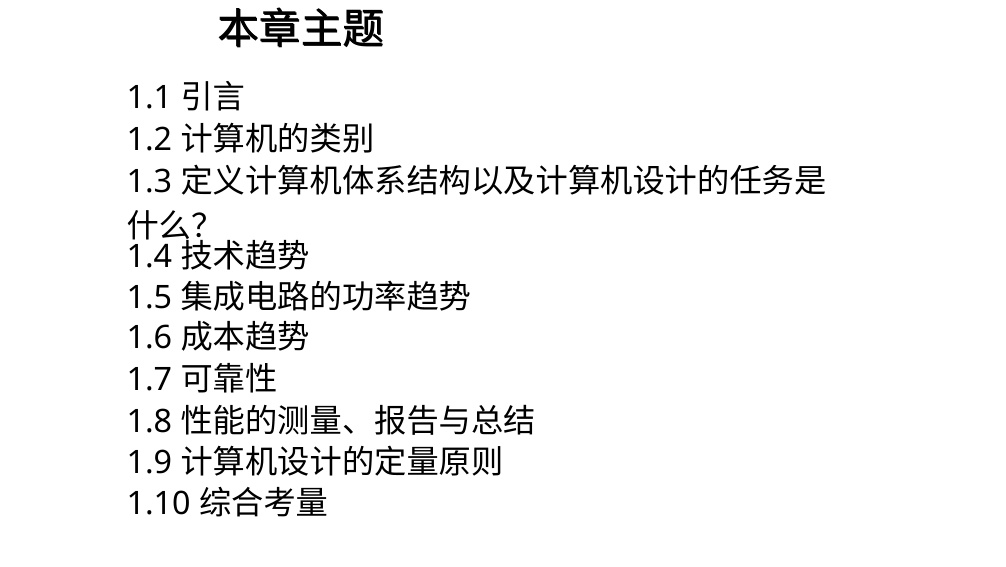 本章主题
1.1 引言
1.2 计算机的类别
1.3 定义计算机体系结构以及计算机设计的任务是
什么？
1.4 技术趋势
1.5 集成电路的功率趋势
1.6 成本趋势
1.7 可靠性
1.8 性能的测量、报告与总结
1.9 计算机设计的定量原则
1.10 综合考量